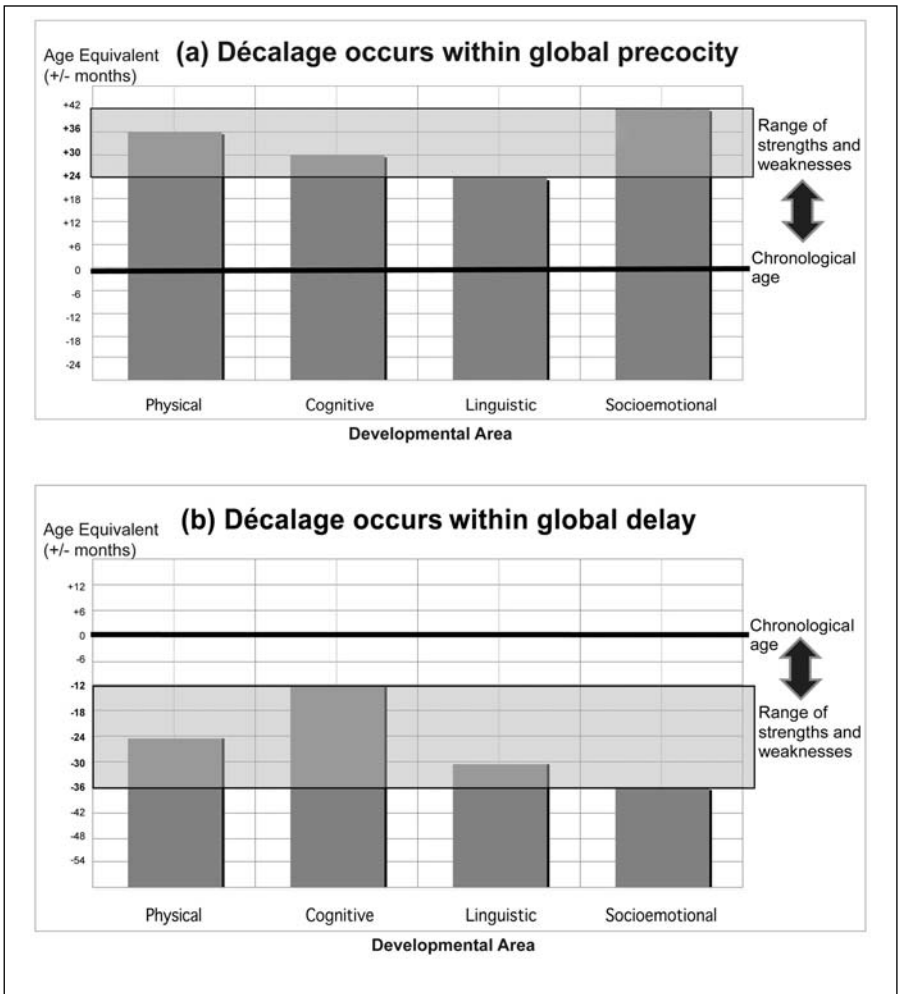 (a) Décalage occurs within global precocity
Age Equivalent
(+/- months)
+42
+36
+30
+24
+18
+12
+6
0
-6
-12
-18
-24
Range of
strengths and
weaknesses
Chronological
age
Physical Cognitive Linguistic Socioemotional
Developmental Area
(b) Décalage occurs within global delay
Age Equivalent
(+/- months)
+12
+6
0
-6
-12
-18
-24
-30
-36
-42
-48
-54
Chronological
age
Range of
strengths and
weaknesses
Physical Cognitive Linguistic Socioemotional
Developmental Area